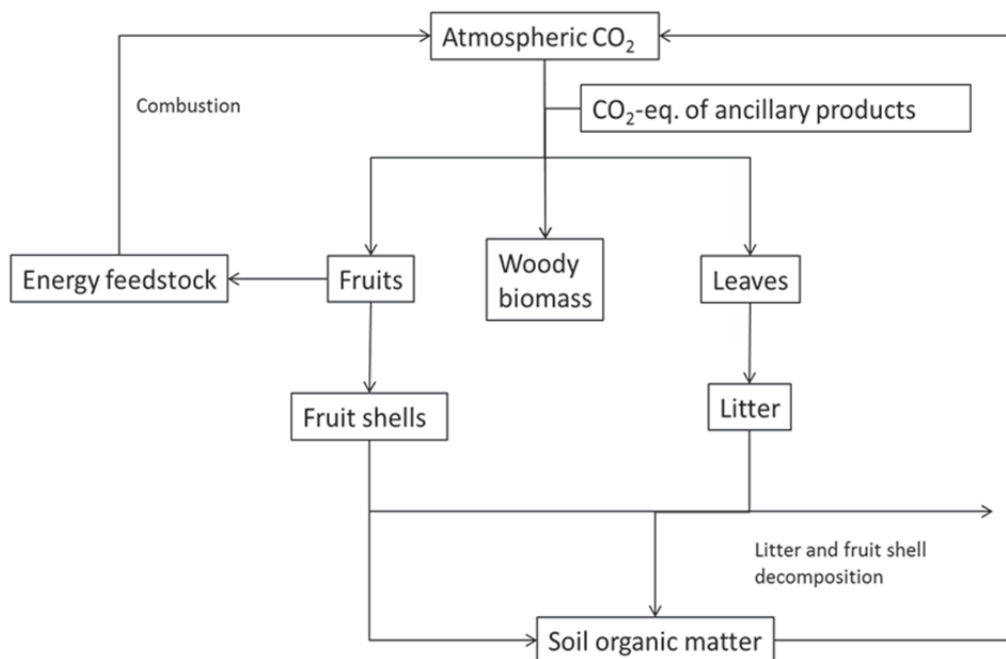 Atmospheric CO₂
Combustion
CO₂-eq. of ancillary products
Energy feedstock
Fruits
Woody
biomass
Leaves
Fruit shells
Litter
Litter and fruit shell
decomposition
Soil organic matter